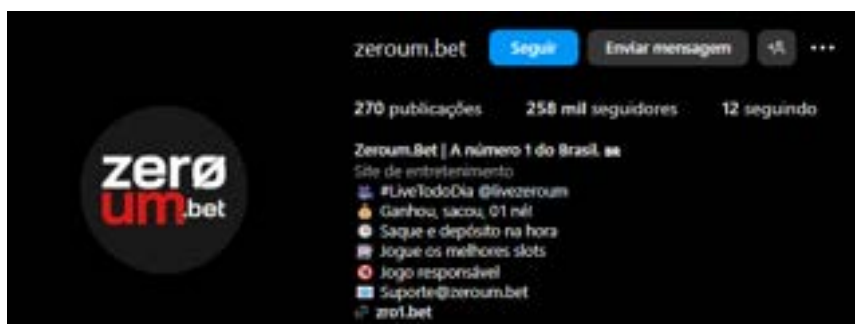 zeroum.bet Seguir Enviar mensagem
270 publicações 258 mil seguidores 12 seguindo
zerø
um.bet
Zeroum.Bet | A número 1 do Brasil.
Site de entretenimento
#LiveTodoDia @livezeroum
Ganhou, sacou, 01 né!
Saque e depósito na hora
Jogue os melhores slots
Jogo responsável
Suporte@zeroum.bet
zro1.bet